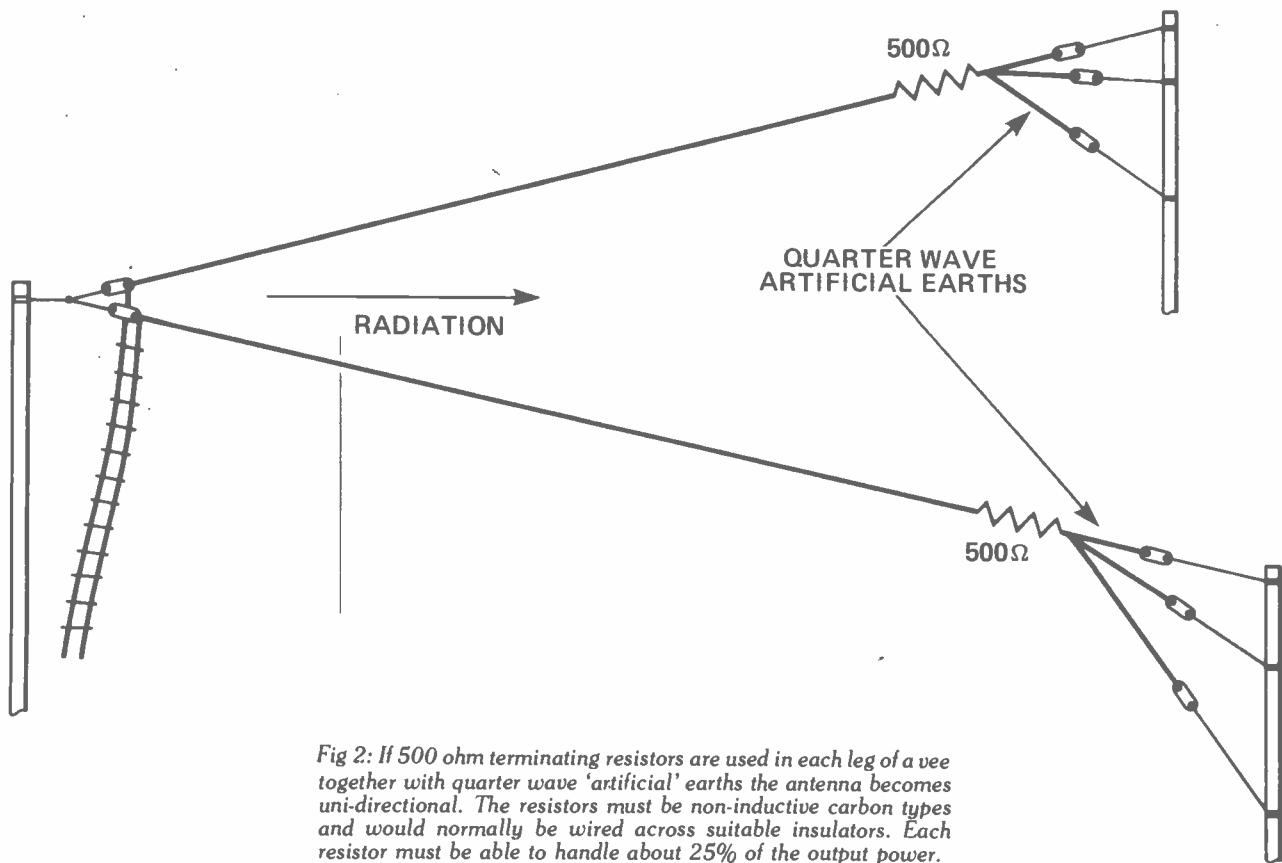 500Ω
QUARTER WAVE
ARTIFICIAL EARTHS
RADIATION
500Ω
Fig 2: If 500 ohm terminating resistors are used in each leg of a vee
together with quarter wave 'artificial' earths the antenna becomes
uni-directional. The resistors must be non-inductive carbon types
and would normally be wired across suitable insulators. Each
resistor must be able to handle about 25% of the output power.